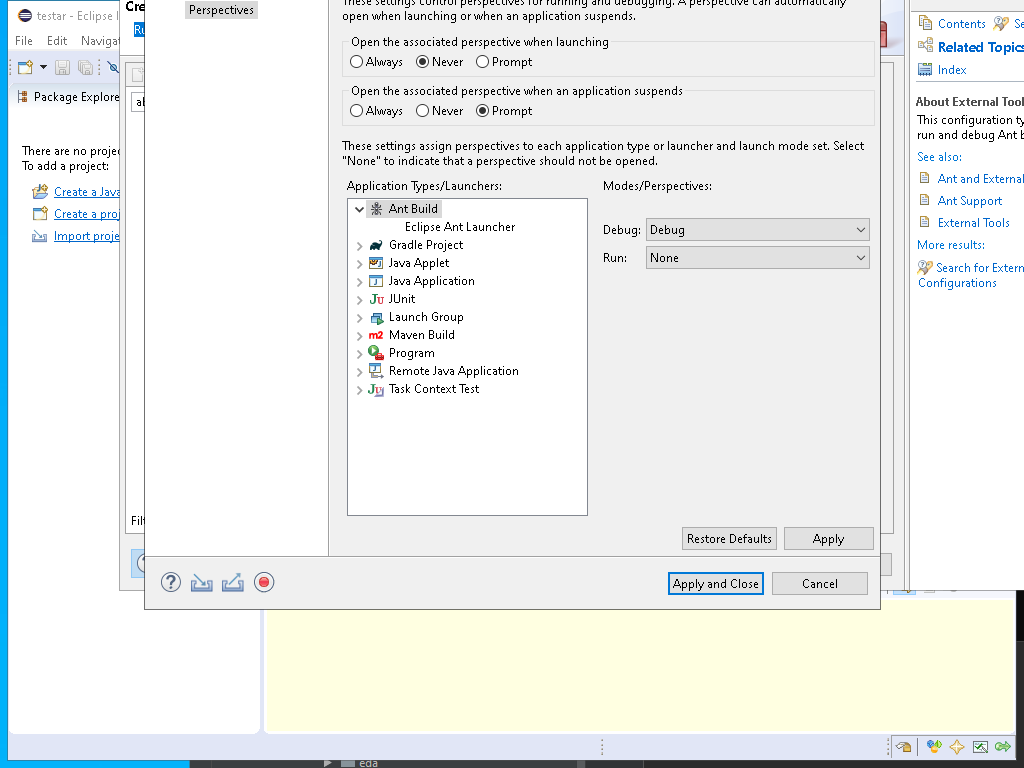 testar - Eclipse I
File Edit Navigat
Package Explore
There are no projec
To add a project:
Create a Java
Create a proj
Import proje
Cre
Ru
Filt
Perspectives
These settings control perspectives for running and debugging. A perspective can automatically
open when launching or when an application suspends.
Open the associated perspective when launching
Always Never Prompt
Open the associated perspective when an application suspends
Always Never Prompt
These settings assign perspectives to each application type or launcher and launch mode set. Select
"None" to indicate that a perspective should not be opened.
Application Types/Launchers:
Modes/Perspectives:
Ant Build
Eclipse Ant Launcher
Gradle Project
Java Applet
Java Application
JUnit
Launch Group
Maven Build
Program
Remote Java Application
Task Context Test
Debug: Debug
Run: None
Restore Defaults Apply
Apply and Close Cancel
Contents Se
Related Topics
Index
About External Tool
This configuration ty
run and debug Ant b
See also:
Ant and External
Ant Support
External Tools
More results:
Search for Extern
Configurations
eda